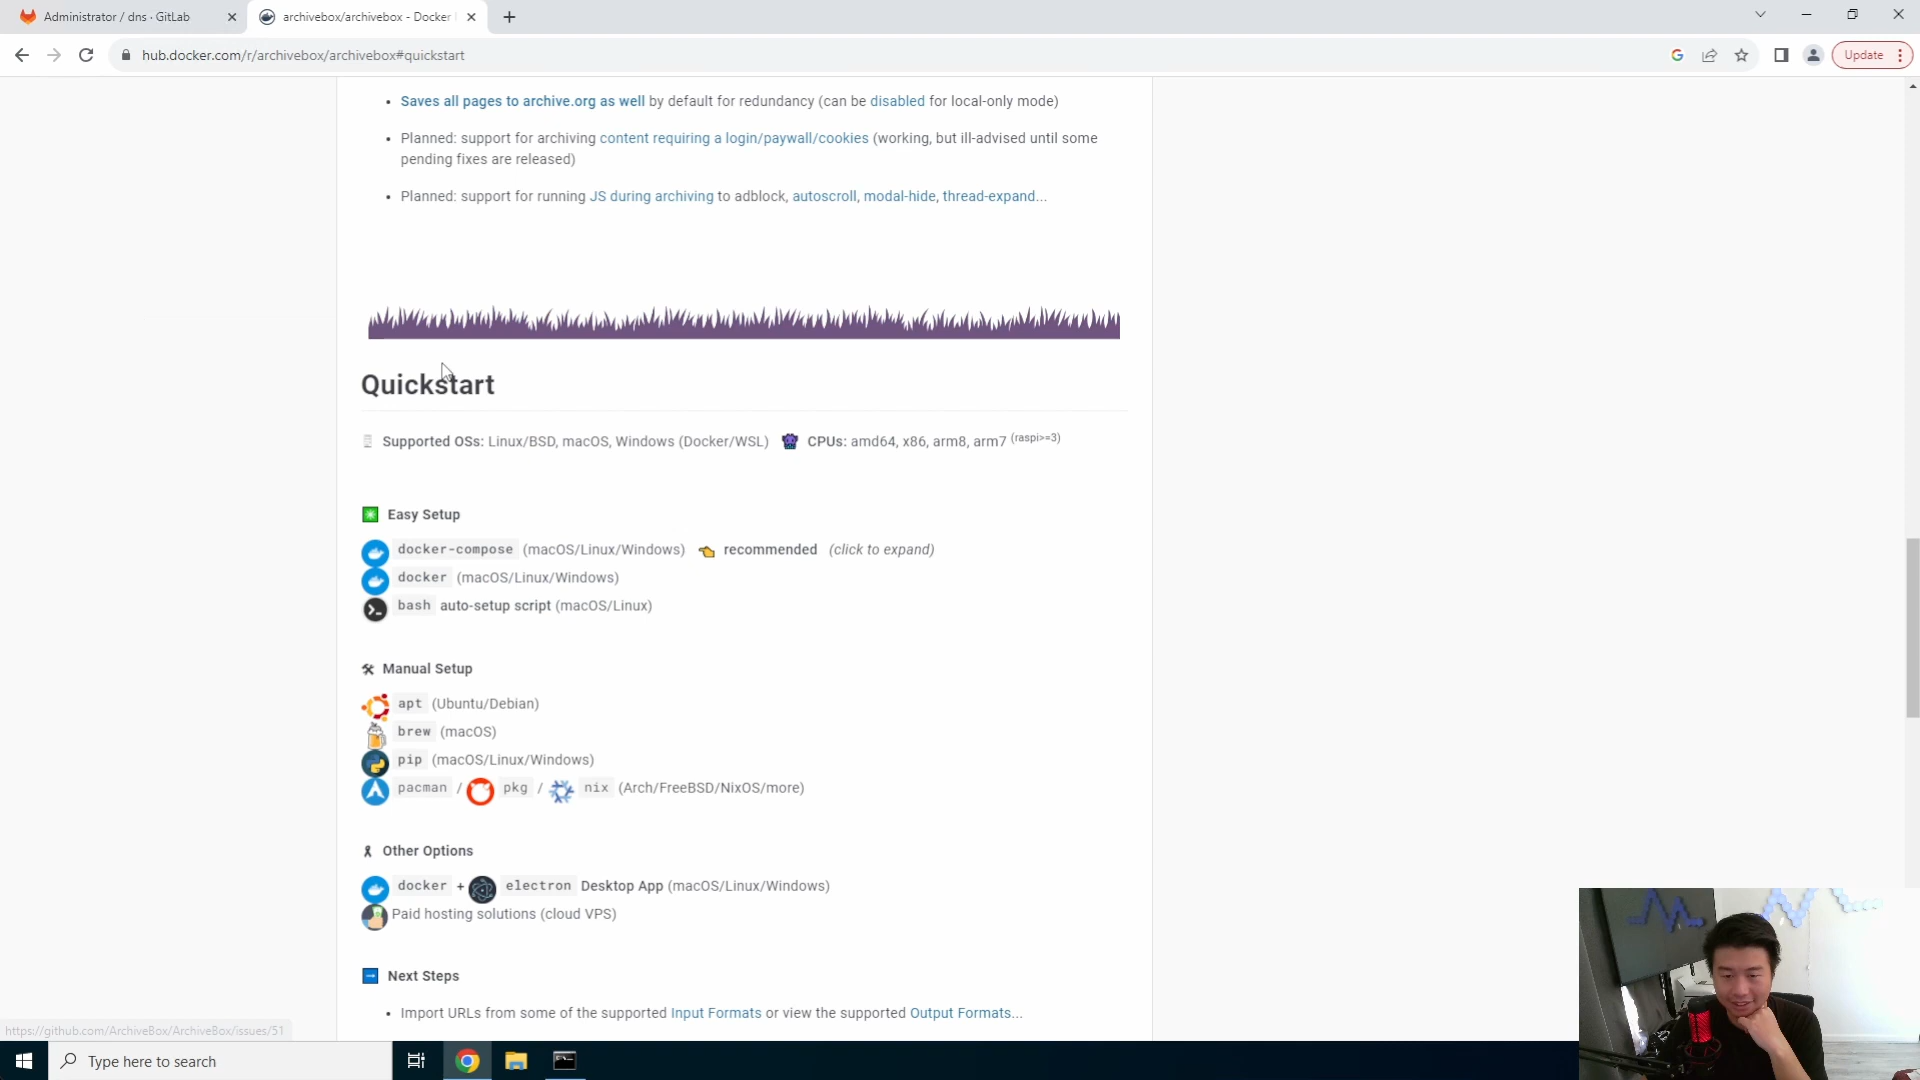 Administrator / dns · GitLab
archivebox/archivebox - Docker
hub.docker.com/r/archivebox/archivebox#quickstart
Update
Saves all pages to archive.org as well by default for redundancy (can be disabled for local-only mode)
Planned: support for archiving content requiring a login/paywall/cookies (working, but ill-advised until some
pending fixes are released)
Planned: support for running JS during archiving to adblock, autoscroll, modal-hide, thread-expand...
Quickstart
Supported OSs: Linux/BSD, macOS, Windows (Docker/WSL) CPUs: amd64, x86, arm8, arm7 (raspi>=3)
Easy Setup
docker-compose (macOS/Linux/Windows) recommended (click to expand)
docker (macOS/Linux/Windows)
bash auto-setup script (macOS/Linux)
Manual Setup
apt (Ubuntu/Debian)
brew (macOS)
pip (macOS/Linux/Windows)
pacman / pkg / nix (Arch/FreeBSD/NixOS/more)
Other Options
docker + electron Desktop App (macOS/Linux/Windows)
Paid hosting solutions (cloud VPS)
Next Steps
Import URLs from some of the supported Input Formats or view the supported Output Formats...
https://github.com/ArchiveBox/ArchiveBox/issues/51
Type here to search